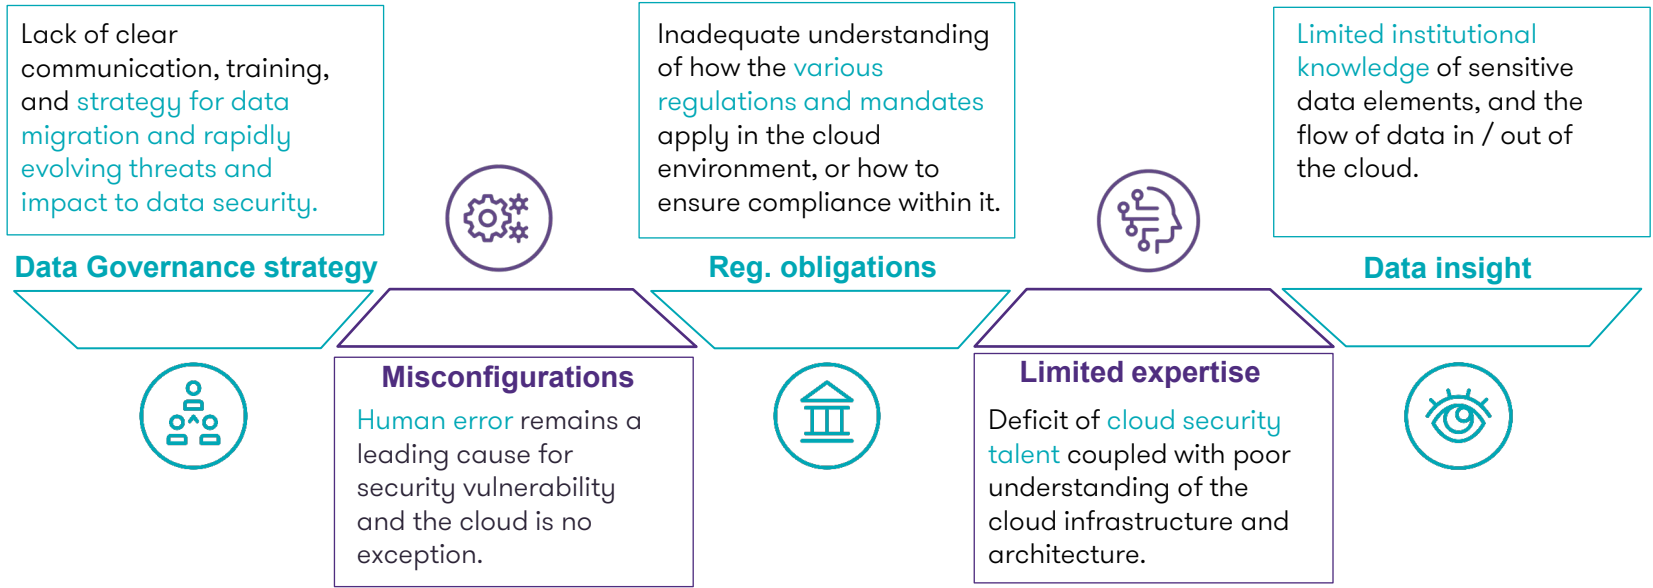 Lack of clear
communication, training,
and strategy for data
migration and rapidly
evolving threats and
impact to data security.
Data Governance strategy
Misconfigurations
Human error remains a
leading cause for
security vulnerability
and the cloud is no
exception.
Inadequate understanding
of how the various
regulations and mandates
apply in the cloud
environment, or how to
ensure compliance within it.
Reg. obligations
Limited expertise
Deficit of cloud security
talent coupled with poor
understanding of the
cloud infrastructure and
architecture.
Limited institutional
knowledge of sensitive
data elements, and the
flow of data in / out of
the cloud.
Data insight